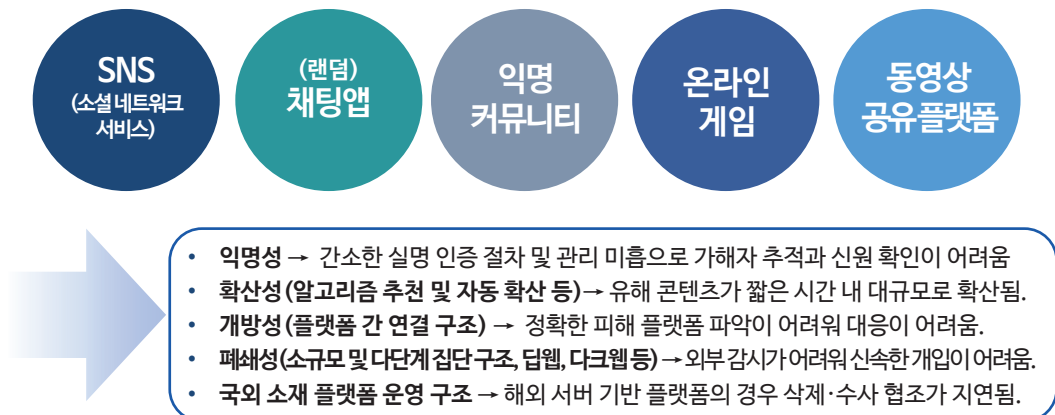 SNS
(소셜 네트워크
서비스)
(랜덤)
채팅앱
익명
커뮤니티
온라인
게임
동영상
공유 플랫폼
• 익명성 → 간소한 실명 인증 절차 및 관리 미흡으로 가해자 추적과 신원 확인이 어려움
• 확산성(알고리즘 추천 및 자동 확산 등) → 유해 콘텐츠가 짧은 시간 내 대규모로 확산됨.
• 개방성(플랫폼 간 연결 구조) → 정확한 피해 플랫폼 파악이 어려워 대응이 어려움.
• 폐쇄성(소규모 및 다단계 집단 구조, 딥웹, 다크웹 등) → 외부 감시가 어려워 신속한 개입이 어려움.
• 국외 소재 플랫폼 운영 구조 → 해외 서버 기반 플랫폼의 경우 삭제·수사 협조가 지연됨.